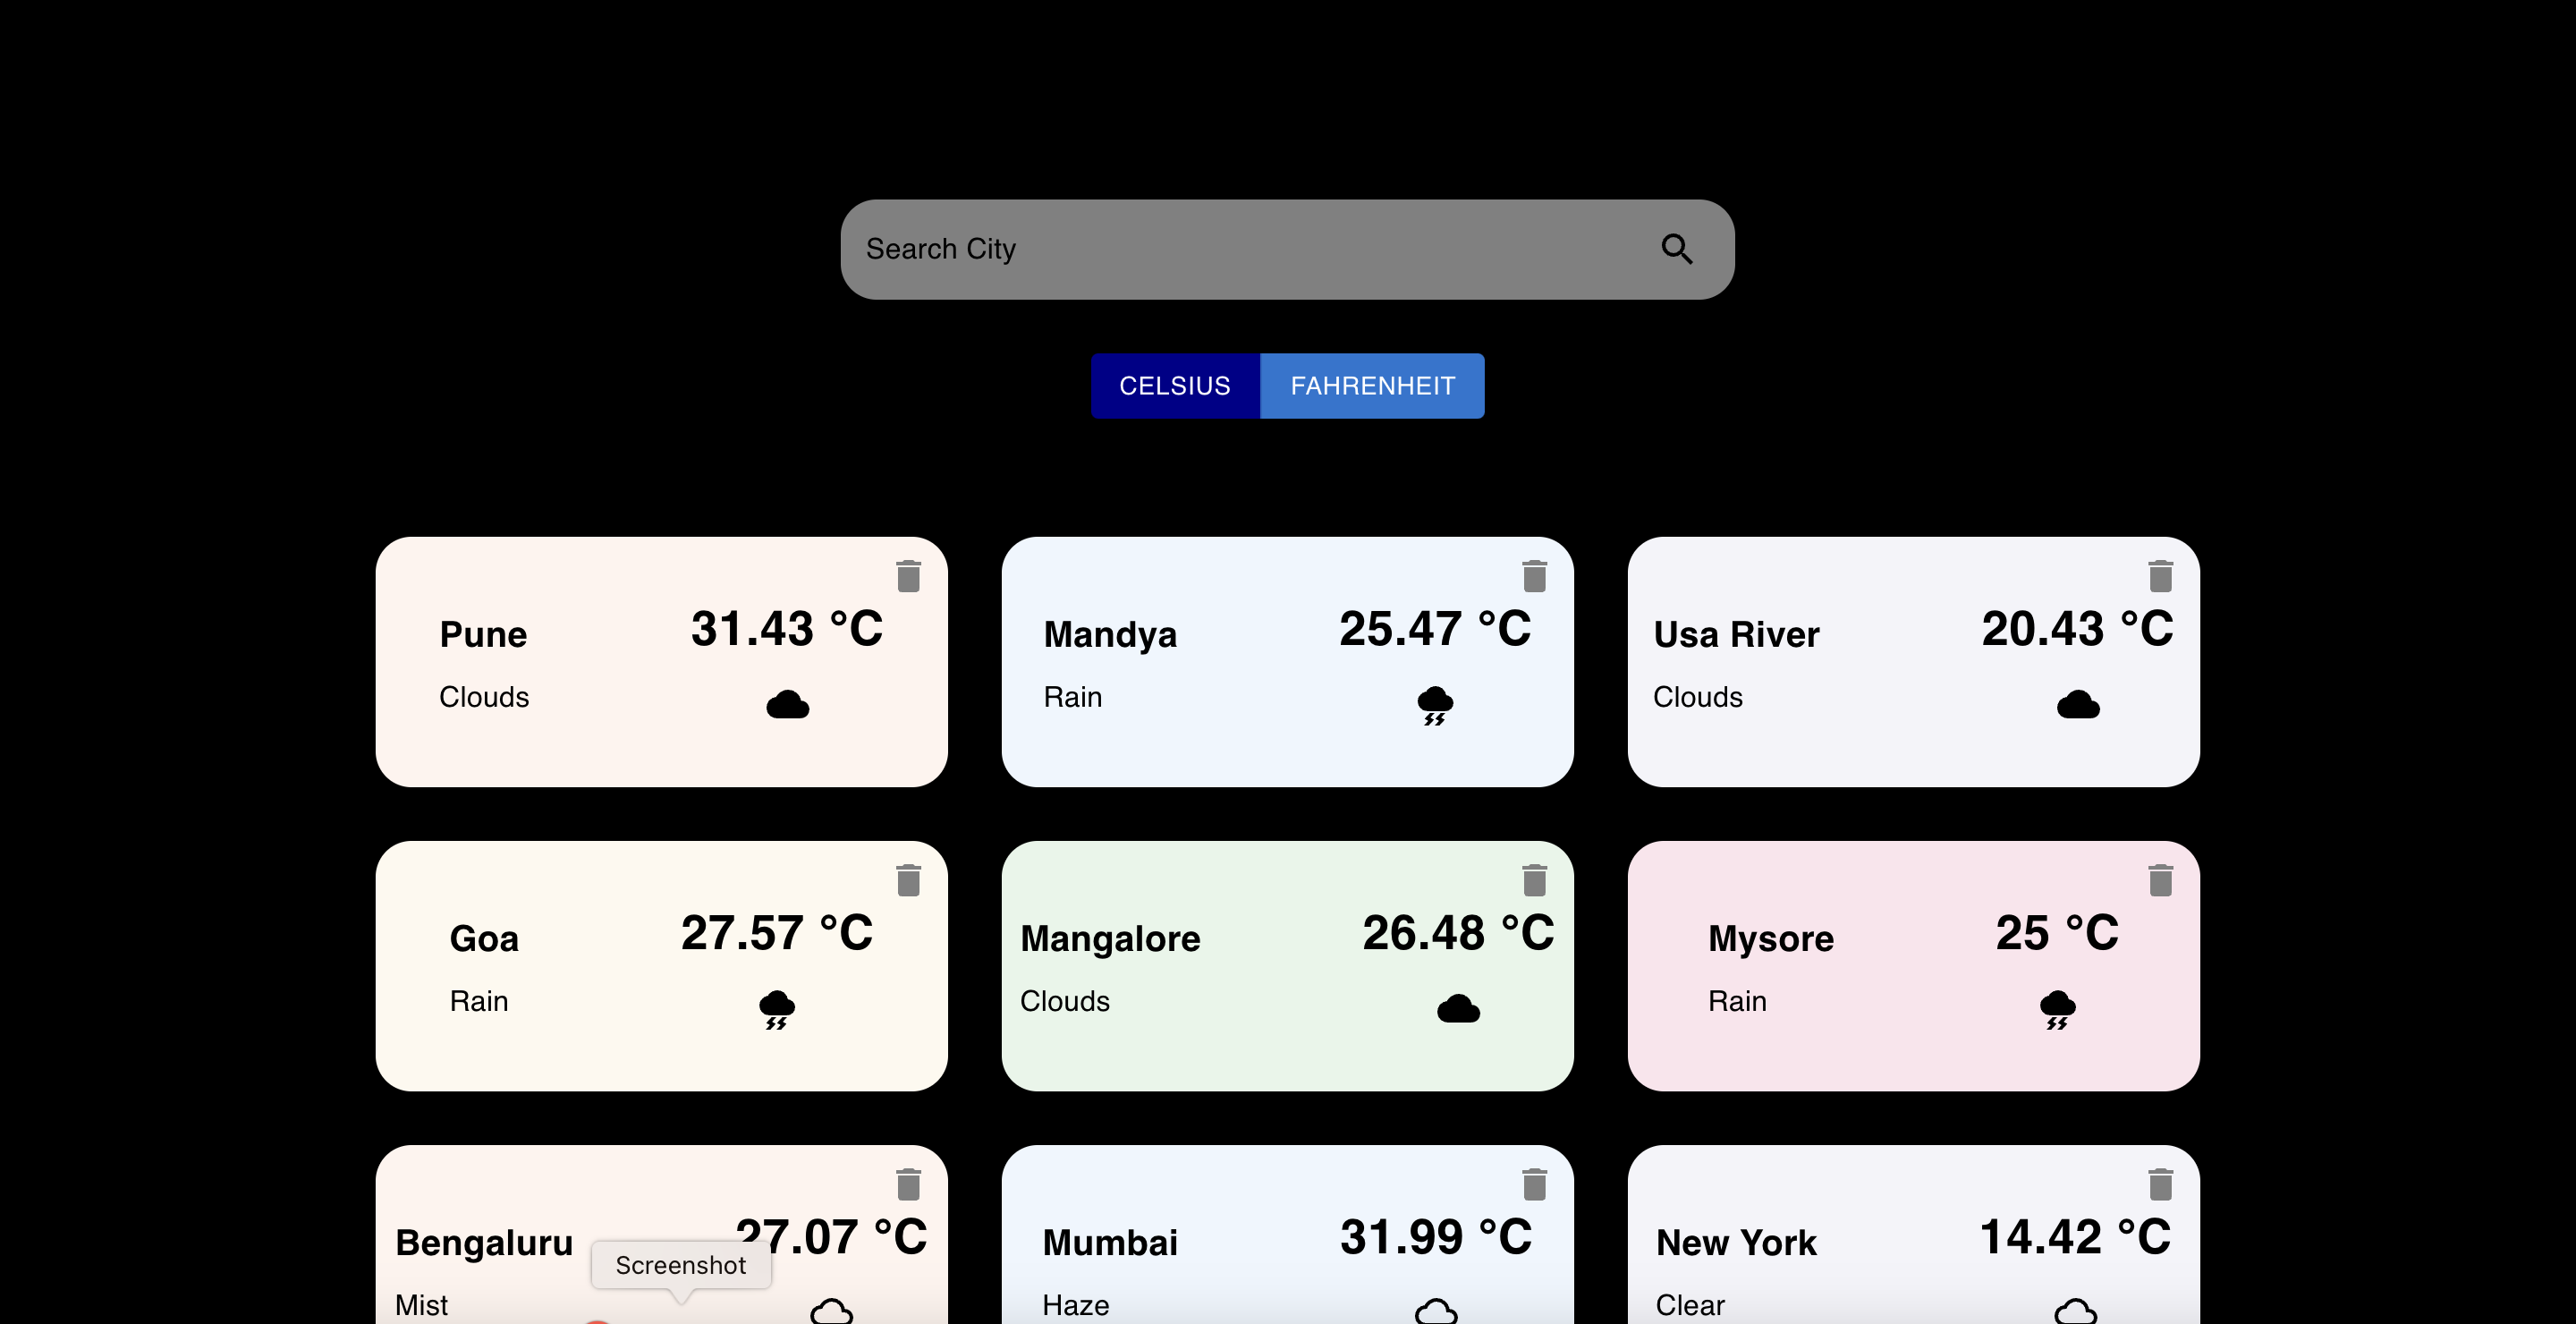 Search City
CELSIUS FAHRENHEIT
Pune 31.43 °C
Clouds
Mandya 25.47 °C
Rain
Usa River 20.43 °C
Clouds
Goa 27.57 °C
Rain
Mangalore 26.48 °C
Clouds
Mysore 25 °C
Rain
Bengaluru 27.07 °C
Screenshot
Mist
Mumbai 31.99 °C
Haze
New York 14.42 °C
Clear